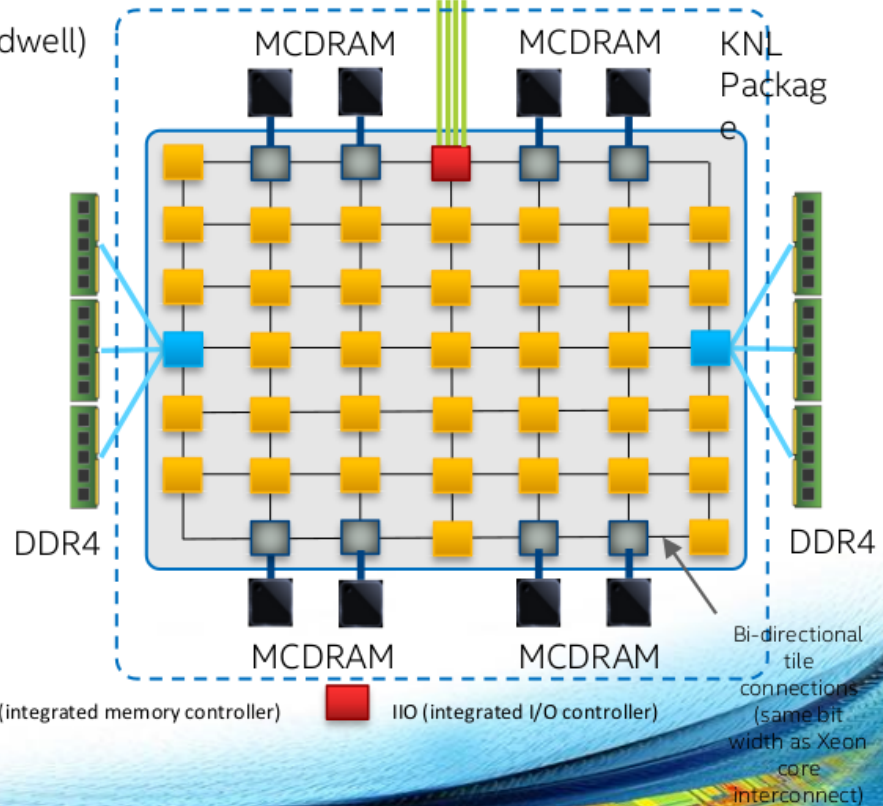 dwell)
MCDRAM
MCDRAM
KNL
Packag
e
DDR4
DDR4
MCDRAM
MCDRAM
Bi-directional
tile
connections
(same bit
width as Xeon
core
interconnect)
(integrated memory controller)
IIO (integrated I/O controller)